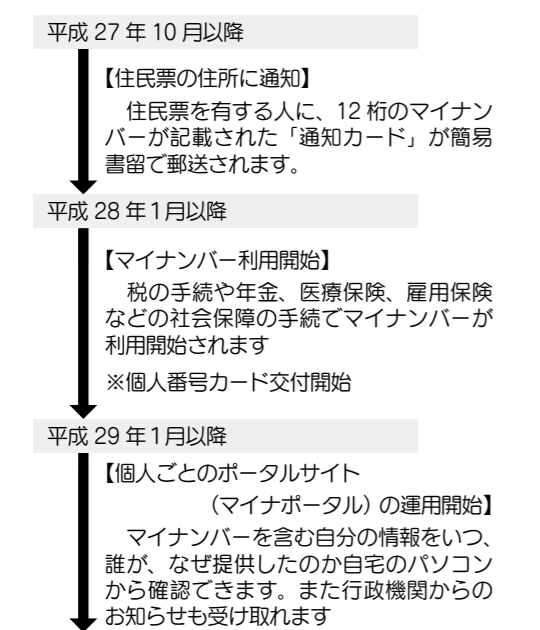 平成 27 年 10 月以降
【住民票の住所に通知】
住民票を有する人に、12 桁のマイナン
バーが記載された「通知カード」が簡易
書留で郵送されます。
平成 28 年1月以降
【マイナンバー利用開始】
税の手続や年金、医療保険、雇用保険
などの社会保障の手続でマイナンバーが
利用開始されます
※個人番号カード交付開始
平成 29 年1月以降
【個人ごとのポータルサイト
（マイナポータル）の運用開始】
マイナンバーを含む自分の情報をいつ、
誰が、なぜ提供したのか自宅のパソコン
から確認できます。また行政機関からの
お知らせも受け取れます